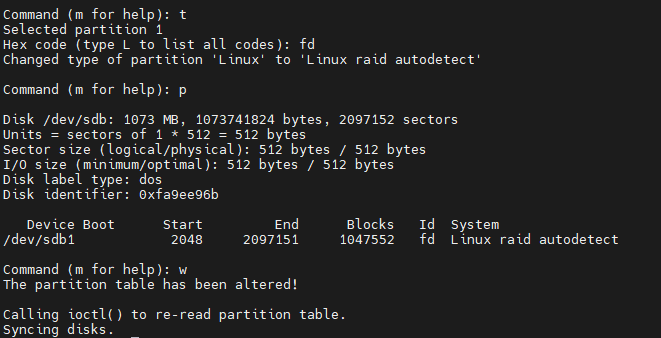 Command (m for help): t
Selected partition 1
Hex code (type L to list all codes): fd
Changed type of partition 'Linux' to 'Linux raid autodetect'
Command (m for help): p
Disk /dev/sdb: 1073 MB, 1073741824 bytes, 2097152 sectors
Units = sectors of 1 * 512 = 512 bytes
Sector size (logical/physical): 512 bytes / 512 bytes
I/O size (minimum/optimal): 512 bytes / 512 bytes
Disk label type: dos
Disk identifier: 0xfa9ee96b
   Device Boot      Start         End      Blocks   Id  System
/dev/sdb1            2048     2097151     1047552   fd  Linux raid autodetect
Command (m for help): w
The partition table has been altered!
Calling ioctl() to re-read partition table.
Syncing disks.